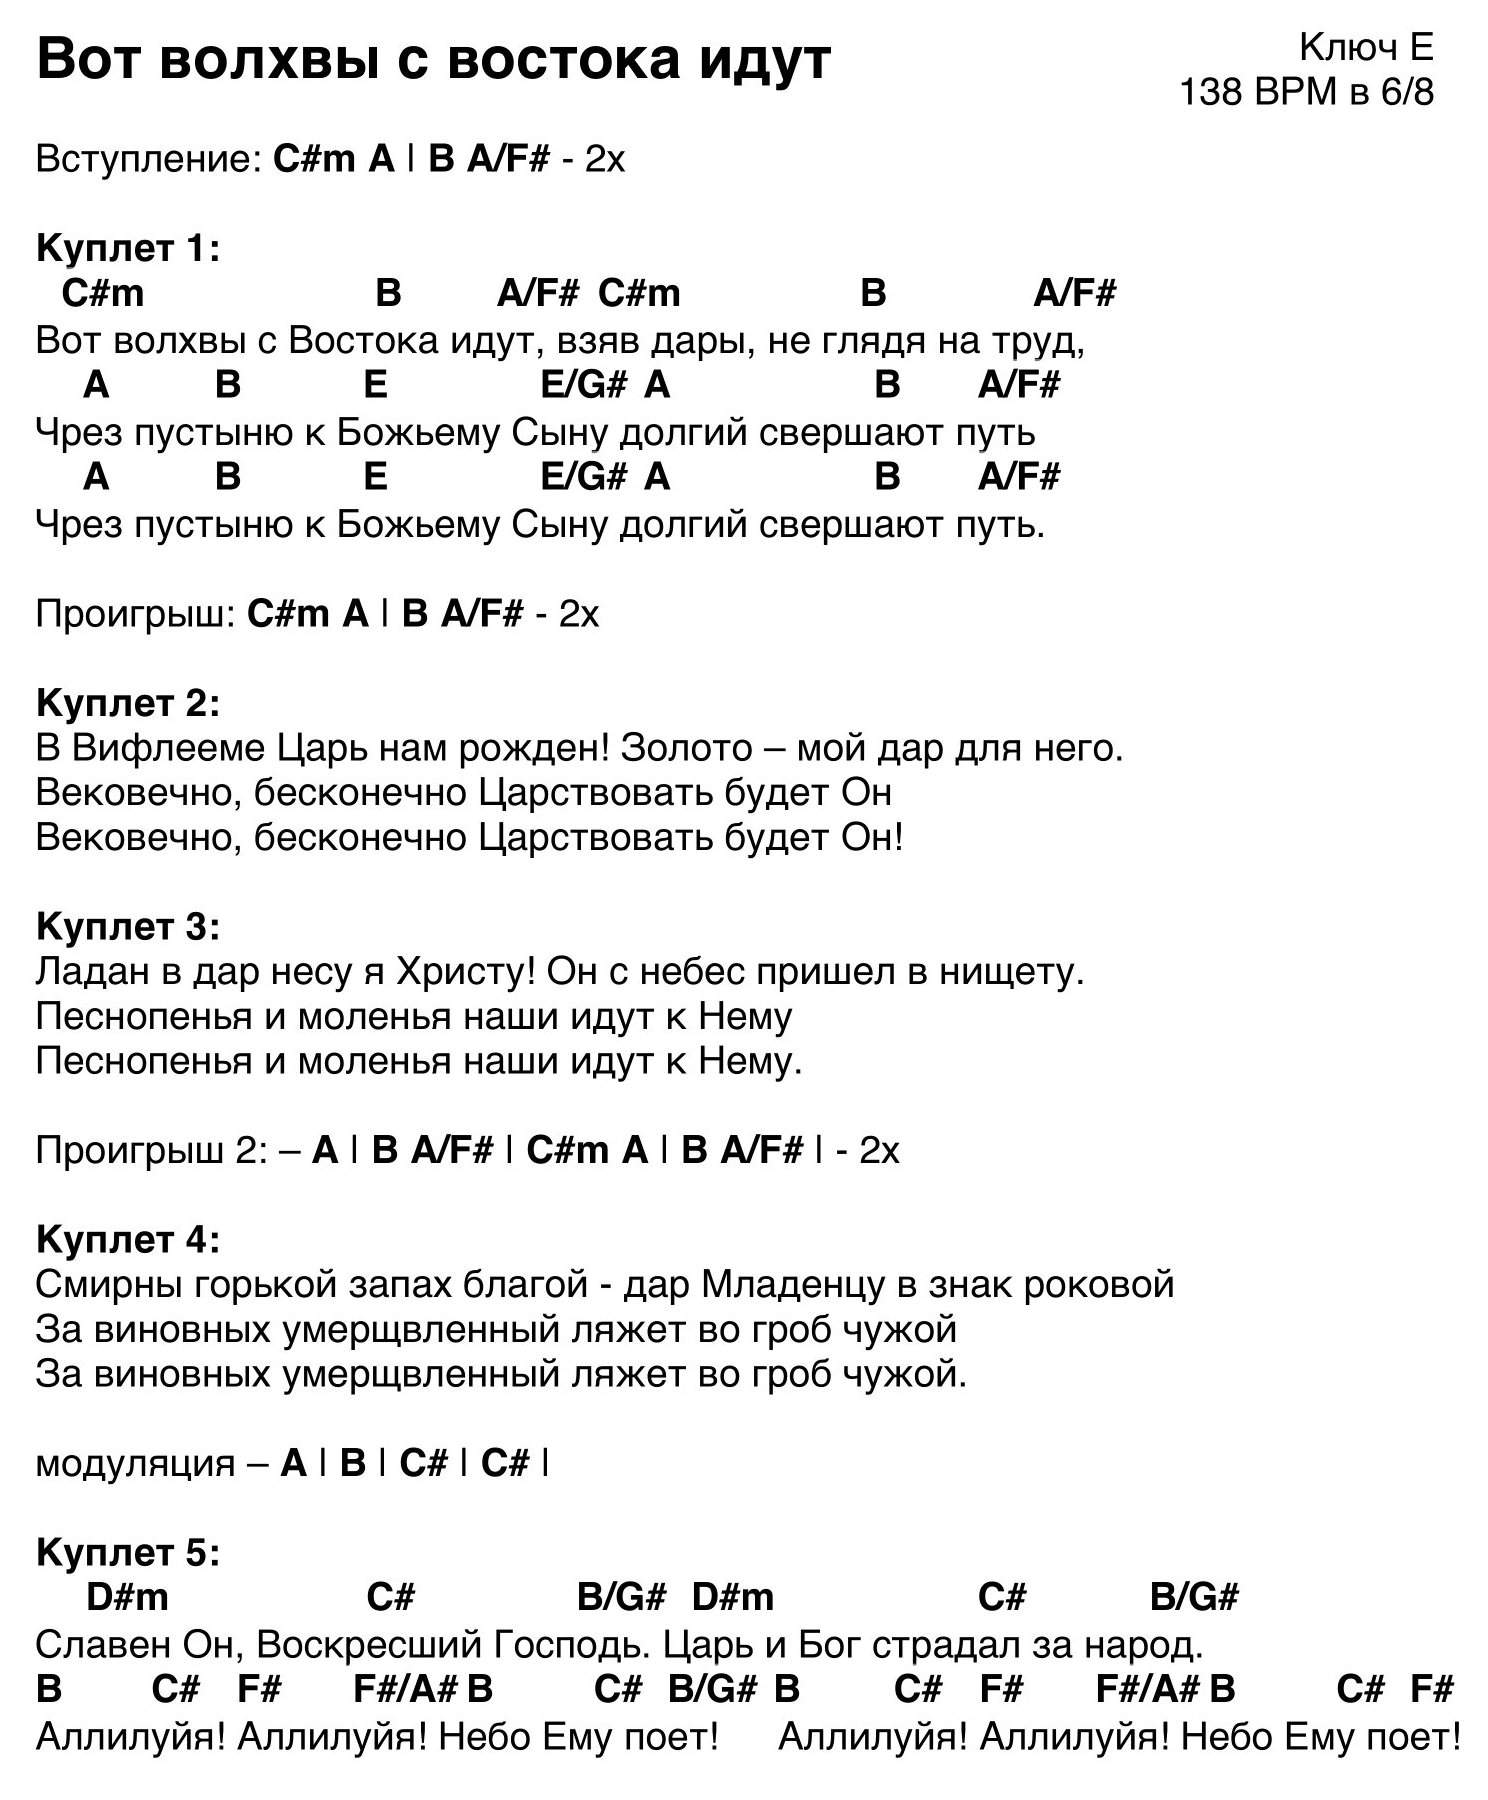 Вот волхвы с востока идут
Ключ E
138 BPM в 6/8
Вступление: C#m A | B A/F# - 2x
Куплет 1:
C#m B A/F# C#m B A/F#
Вот волхвы с Востока идут, взяв дары, не глядя на труд,
A B E E/G# A B A/F#
Чрез пустыню к Божьему Сыну долгий свершают путь
A B E E/G# A B A/F#
Чрез пустыню к Божьему Сыну долгий свершают путь.
Проигрыш: C#m A | B A/F# - 2x
Куплет 2:
В Вифлееме Царь нам рожден! Золото – мой дар для него.
Вековечно, бесконечно Царствовать будет Он
Вековечно, бесконечно Царствовать будет Он!
Куплет 3:
Ладан в дар несу я Христу! Он с небес пришел в нищету.
Песнопенья и моленья наши идут к Нему
Песнопенья и моленья наши идут к Нему.
Проигрыш 2: – A | B A/F# | C#m A | B A/F# | - 2x
Куплет 4:
Смирны горькой запах благой - дар Младенцу в знак роковой
За виновных умерщвленный ляжет во гроб чужой
За виновных умерщвленный ляжет во гроб чужой.
модуляция – A | B | C# | C# |
Куплет 5:
D#m C# B/G# D#m C# B/G#
Славен Он, Воскресший Господь. Царь и Бог страдал за народ.
B C# F# F#/A# B C# B/G# B C# F# F#/A# B C# F#
Аллилуйя! Аллилуйя! Небо Ему поет! Аллилуйя! Аллилуйя! Небо Ему поет!